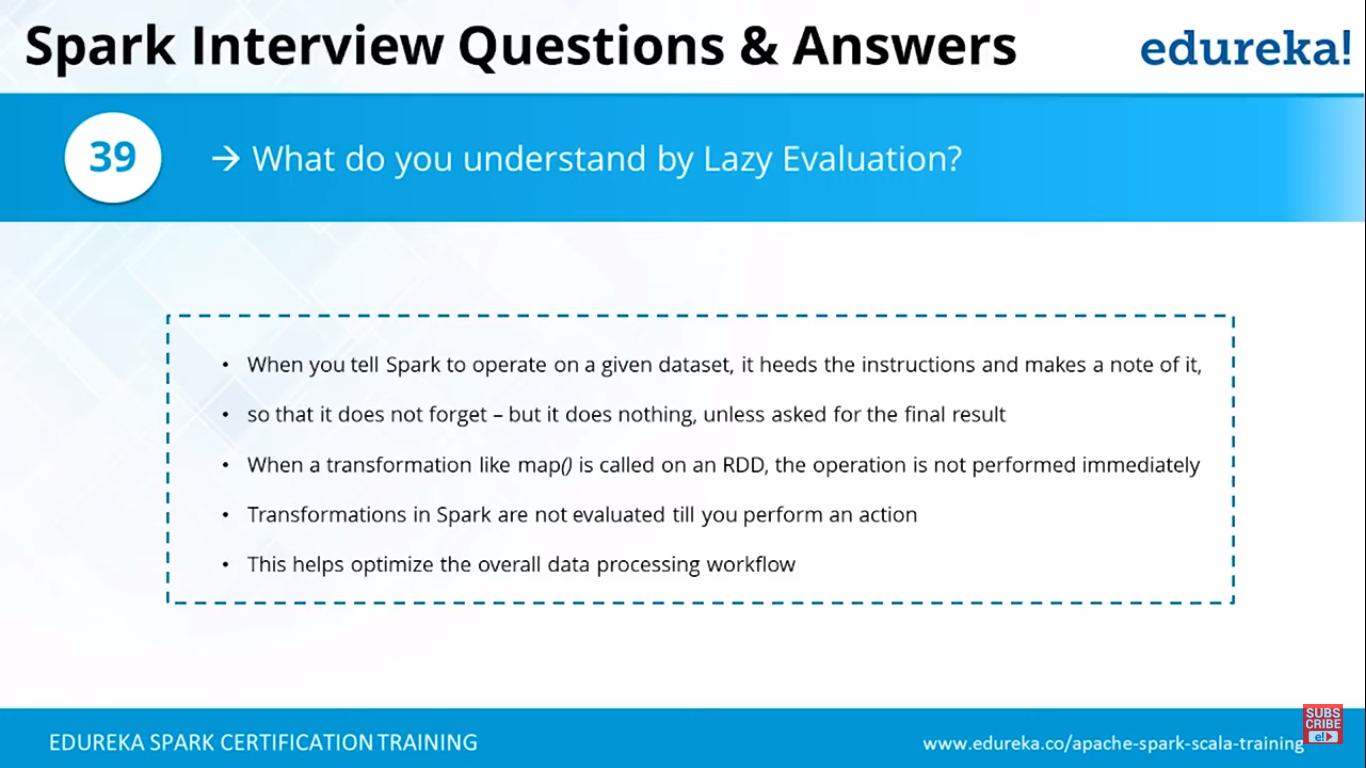 Spark Interview Questions & Answers
edureka!
39
→ What do you understand by Lazy Evaluation?
• When you tell Spark to operate on a given dataset, it heeds the instructions and makes a note of it,
• so that it does not forget – but it does nothing, unless asked for the final result
• When a transformation like map() is called on an RDD, the operation is not performed immediately
• Transformations in Spark are not evaluated till you perform an action
• This helps optimize the overall data processing workflow
EDUREKA SPARK CERTIFICATION TRAINING
www.edureka.co/apache-spark-scala-training
SUBS
CRIBE
e!